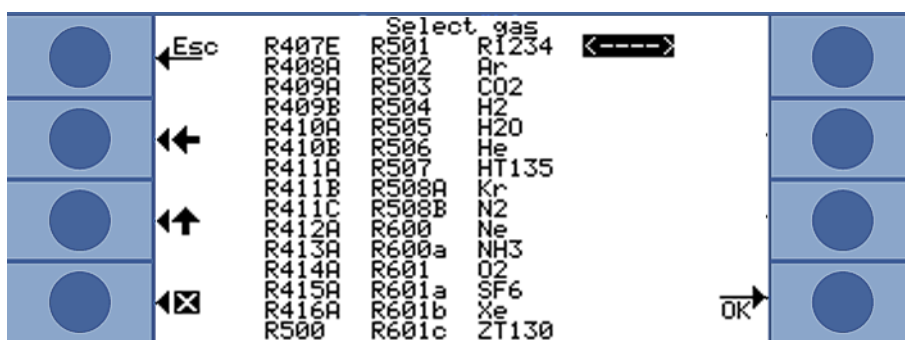 Select gas
Esc R407E R501 R1234 <---->
R408A R502 Ar
R409A R503 CO2
R409B R504 H2
R410A R505 H2O
R410B R506 He
R411A R507 HT135
R411B R508A Kr
R411C R508B N2
R412A R600 Ne
R413A R600a NH3
R414A R601 O2
R415A R601a SF6
R416A R601b Xe OK
R500 R601c ZT130